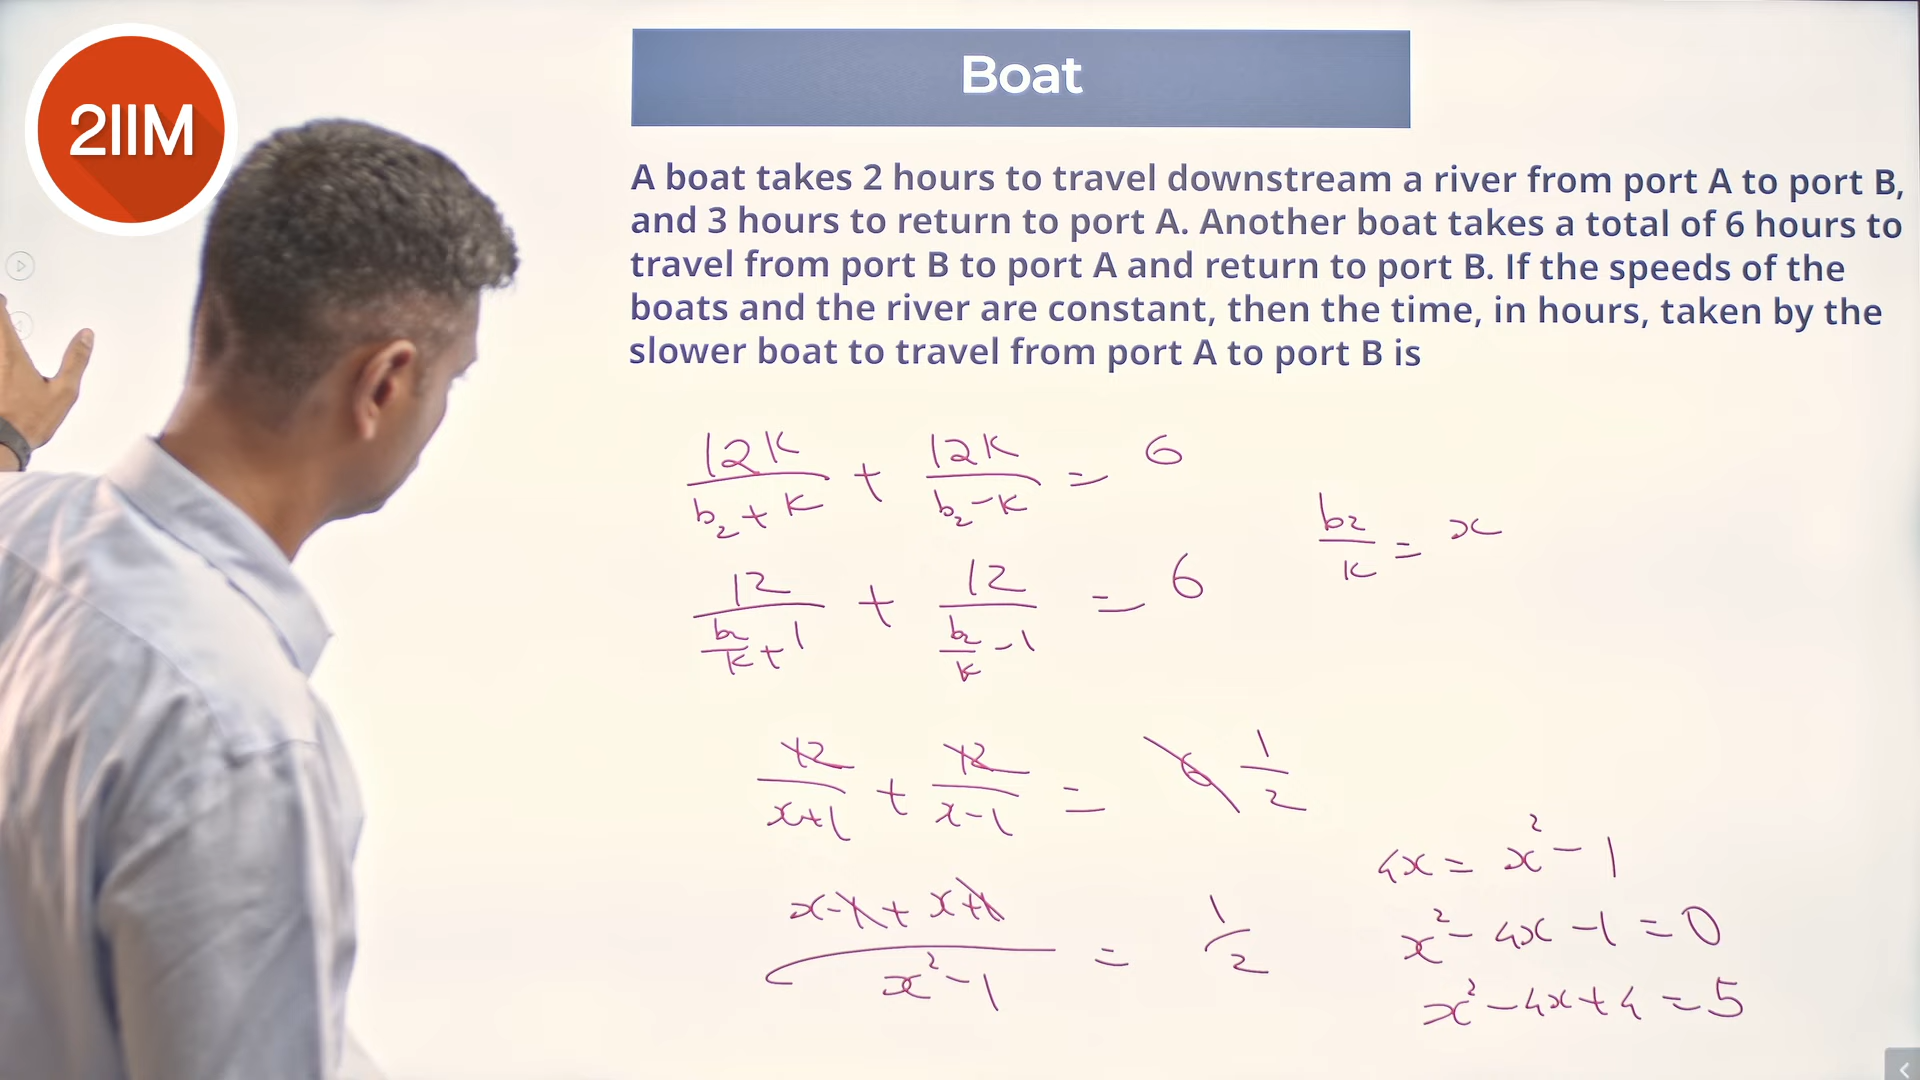 2IIM
Boat
A boat takes 2 hours to travel downstream a river from port A to port B,
and 3 hours to return to port A. Another boat takes a total of 6 hours to
travel from port B to port A and return to port B. If the speeds of the
boats and the river are constant, then the time, in hours, taken by the
slower boat to travel from port A to port B is
12k/(b₂+k) + 12k/(b₂-k) = 6
b₂/k = x
12/(b₂/k + 1) + 12/(b₂/k - 1) = 6
12/(x+1) + 12/(x-1) = 6 1/2
(x-1+x+1)/(x²-1) = 1/2
4x = x² - 1
x² - 4x - 1 = 0
x² - 4x + 4 = 5